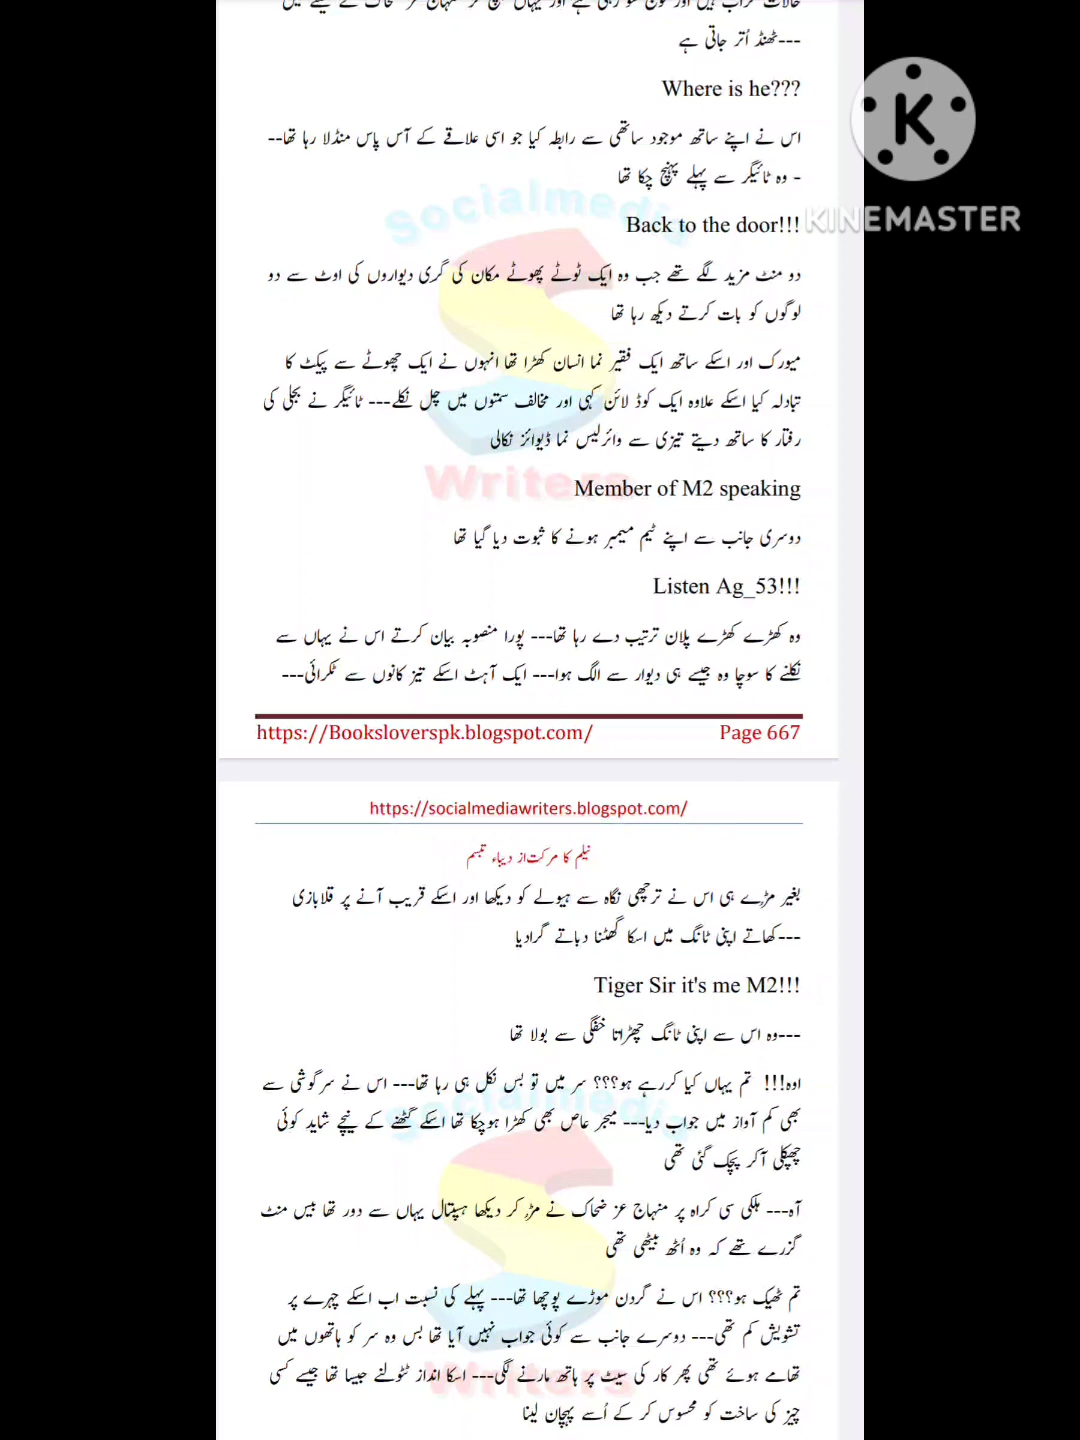 ---ٹھنڈ اُتر جاتی ہے
Where is he???
اس نے اپنے ساتھ موجود ساتھی سے رابطہ کیا جو اسی علاقے کے آس پاس منڈلا رہا تھا--
- وہ ٹائیگر سے پہلے پہنچ چکا تھا
Back to the door!!!
دو منٹ مزید لگے تھے جب وہ ایک ٹوٹے پھوٹے مکان کی گری دیواروں کی اوٹ سے دو
لوگوں کو بات کرتے دیکھ رہا تھا
میورک اور اسکے ساتھ ایک فقیر نما انسان کھڑا تھا انہوں نے ایک چھوٹے سے پیکٹ کا
تبادلہ کیا اسکے علاوہ ایک کوڈ لائن کہی اور مخالف سمتوں میں چل نکلے--- ٹائیگر نے بجلی کی
رفتار کا ساتھ دیتے تیزی سے وائرلیس نما ڈیوائز نکالی
Member of M2 speaking
دوسری جانب سے اپنے ٹیم میمبر ہونے کا ثبوت دیا گیا تھا
Listen Ag_53!!!
وہ کھڑے کھڑے پلان ترتیب دے رہا تھا--- پورا منصوبہ بیان کرتے اس نے یہاں سے
نکلنے کا سوچا وہ جیسے ہی دیوار سے الگ ہوا--- ایک آہٹ اسکے تیز کانوں سے ٹکرائی---
https://Booksloverspk.blogspot.com/ Page 667
https://socialmediawriters.blogspot.com/
نیلم کا مرکت از دیباء تبسم
بغیر مڑے ہی اس نے ترچھی نگاہ سے ہیولے کو دیکھا اور اسکے قریب آنے پر قلابازی
---کھاتے اپنی ٹانگ میں اسکا گھٹنا دباتے گرادیا
Tiger Sir it's me M2!!!
---وہ اس سے اپنی ٹانگ چھڑاتا خفگی سے بولا تھا
اوہ!!! تم یہاں کیا کررہے ہو؟؟؟؟ سر میں تو بس نکل ہی رہا تھا--- اس نے سرگوشی سے
بھی کم آواز میں جواب دیا--- میجر عاص بھی کھڑا ہوچکا تھا اسکے گٹھنے کے نیچے شاید کوئی
چھپکلی آکر پچک گئی تھی
آہ--- ہلکی سی کراہ پر منہاج عز ضحاک نے مڑ کر دیکھا ہسپتال یہاں سے دور تھا بیس منٹ
گزرے تھے کہ وہ اُٹھ بیٹھی تھی
تم ٹھیک ہو؟؟؟؟ اس نے گردن موڑے پوچھا تھا--- پہلے کی نسبت اب اسکے چہرے پر
تشویش کم تھی--- دوسرے جانب سے کوئی جواب نہیں آیا تھا بس وہ سر کو ہاتھوں میں
تھامے ہوئے تھی پھر کار کی سیٹ پر ہاتھ مارنے لگی--- اسکا انداز ٹٹولنے جیسا تھا جیسے کسی
چیز کی ساخت کو محسوس کر کے اُسے پہچان لینا
Socialmedia
Writers
Socialmedia
Writers
K
KINEMASTER